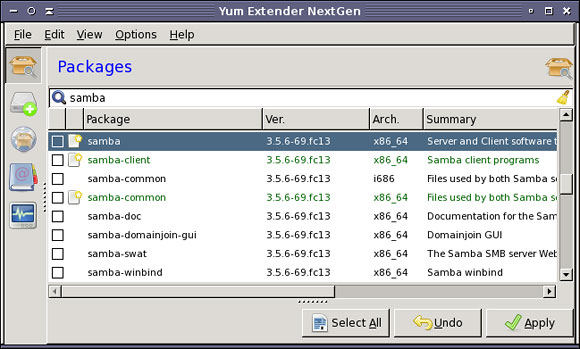 Yum Extender NextGen
File Edit View Options Help
Packages
samba
Package Ver. Arch. Summary
samba 3.5.6-69.fc13 x86_64 Server and Client software t
samba-client 3.5.6-69.fc13 x86_64 Samba client programs
samba-common 3.5.6-69.fc13 i686 Files used by both Samba se
samba-common 3.5.6-69.fc13 x86_64 Files used by both Samba se
samba-doc 3.5.6-69.fc13 x86_64 Documentation for the Sam
samba-domainjoin-gui 3.5.6-69.fc13 x86_64 Domainjoin GUI
samba-swat 3.5.6-69.fc13 x86_64 The Samba SMB server Web
samba-winbind 3.5.6-69.fc13 x86_64 Samba winbind
Select All Undo Apply